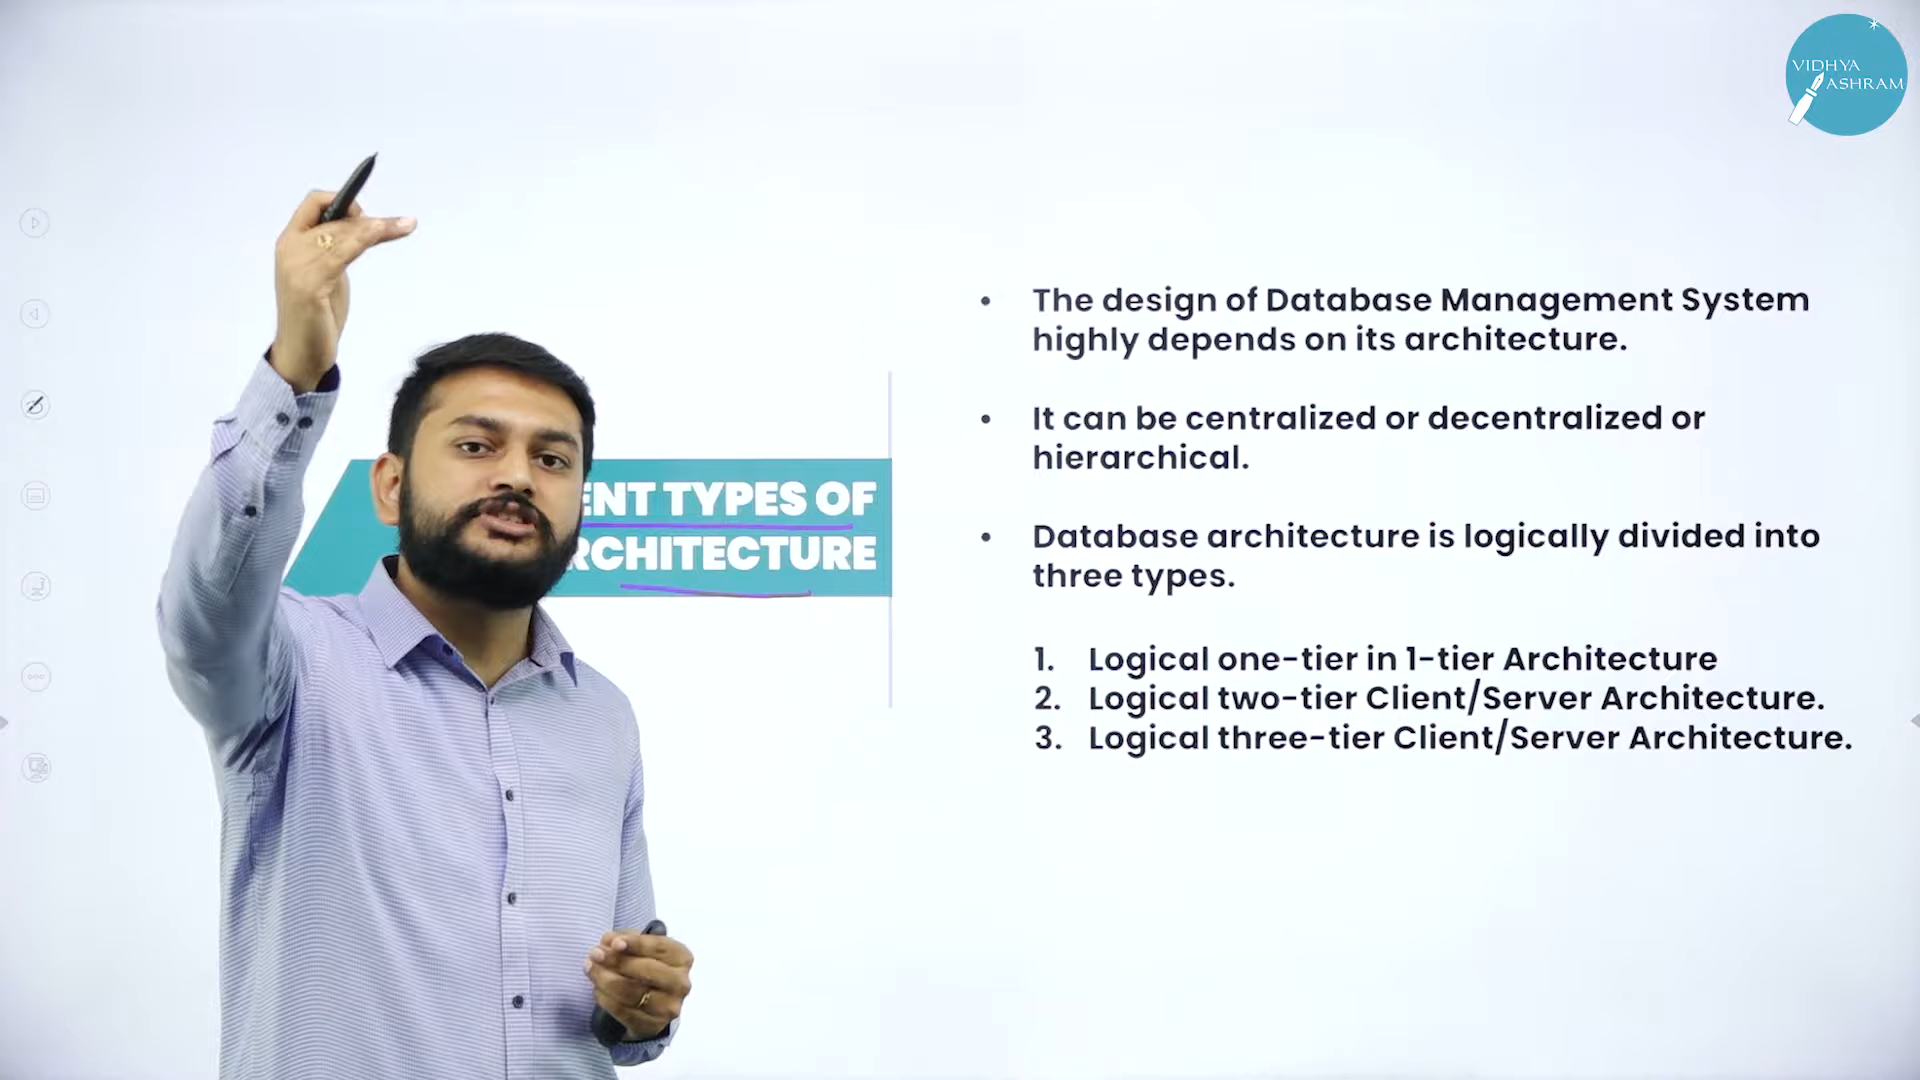 VIDHYA
ASHRAM
TYPES OF
The design of Database Management System
highly depends on its architecture.
It can be centralized or decentralized or
hierarchical.
Database architecture is logically divided into
three types.
1. Logical one-tier in 1-tier Architecture
2. Logical two-tier Client/Server Architecture.
3. Logical three-tier Client/Server Architecture.